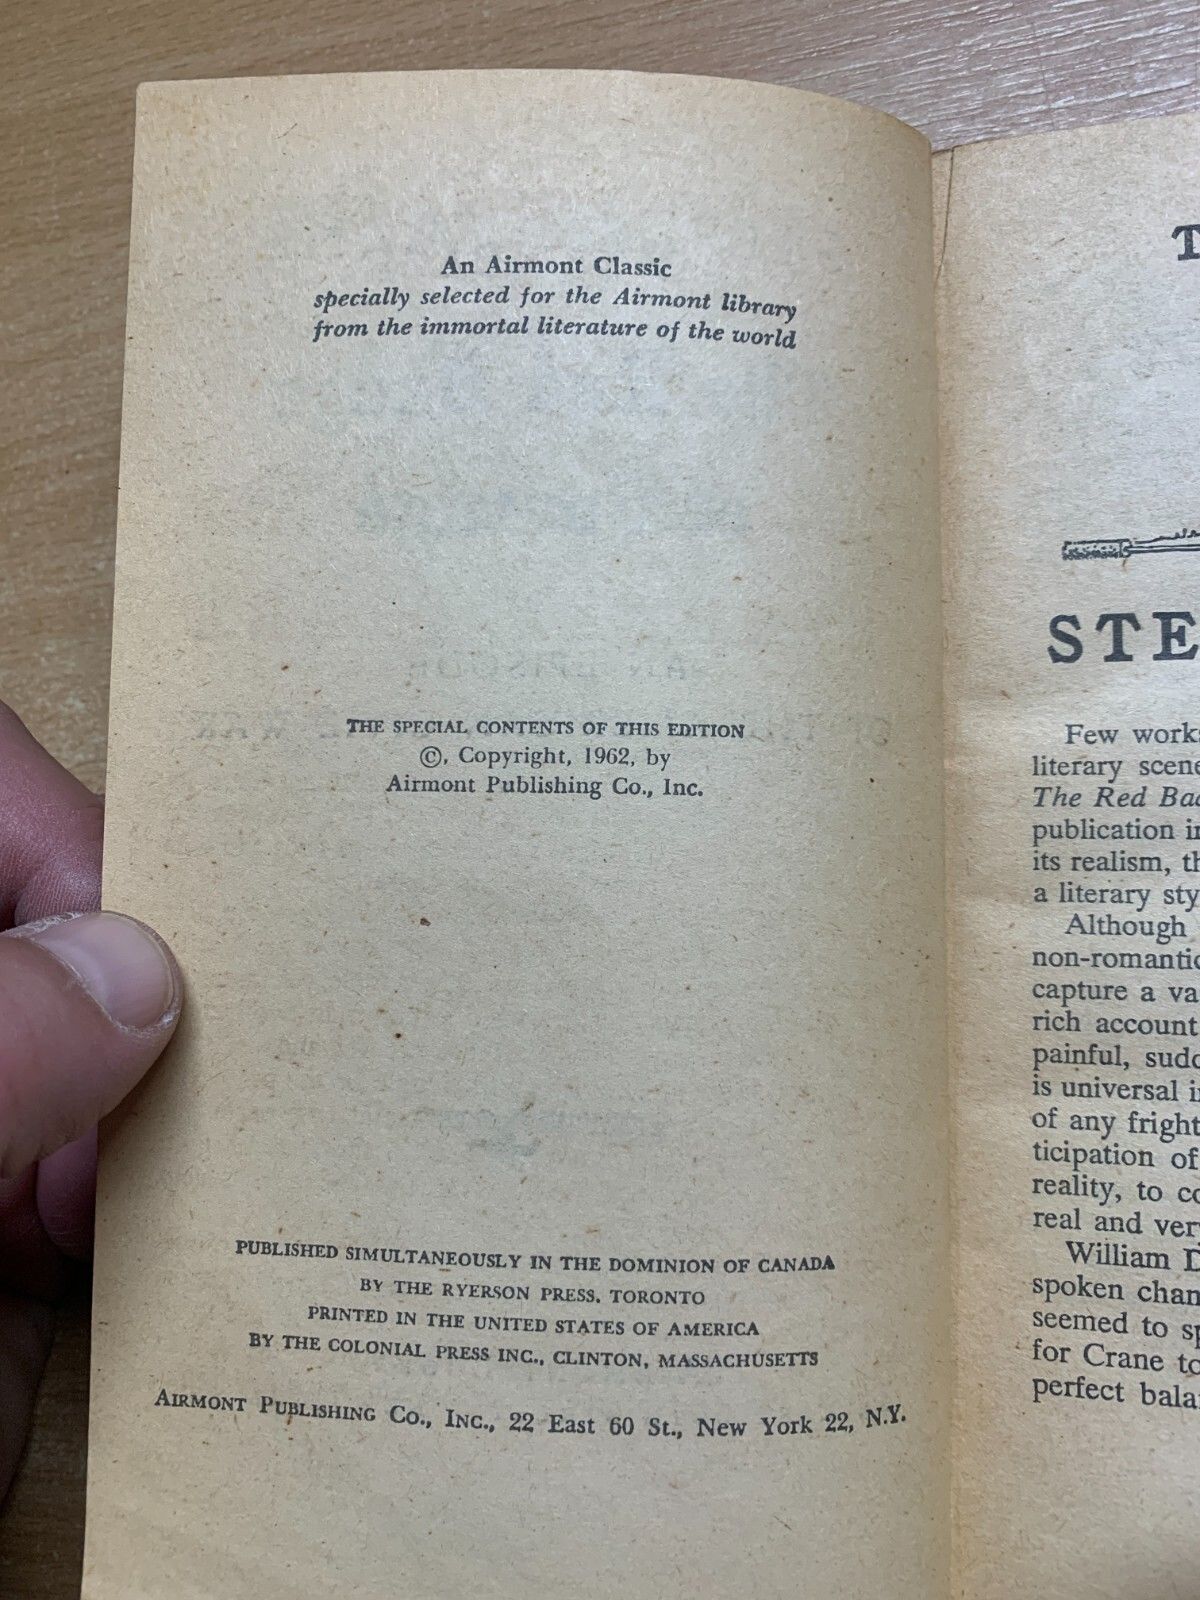 An Airmont Classic
specially selected for the Airmont library
from the immortal literature of the world
THE SPECIAL CONTENTS OF THIS EDITION
©, Copyright, 1962, by
Airmont Publishing Co., Inc.
PUBLISHED SIMULTANEOUSLY IN THE DOMINION OF CANADA
BY THE RYERSON PRESS, TORONTO
PRINTED IN THE UNITED STATES OF AMERICA
BY THE COLONIAL PRESS INC., CLINTON, MASSACHUSETTS
AIRMONT PUBLISHING CO., INC., 22 East 60 St., New York 22, N.Y.
T
STE
Few works
literary scene
The Red Bad
publication in
its realism, th
a literary sty
Although
non-romantic
capture a va
rich account
painful, sudd
is universal in
of any fright
ticipation of
reality, to co
real and very
William D
spoken cham
seemed to sp
for Crane to
perfect bala